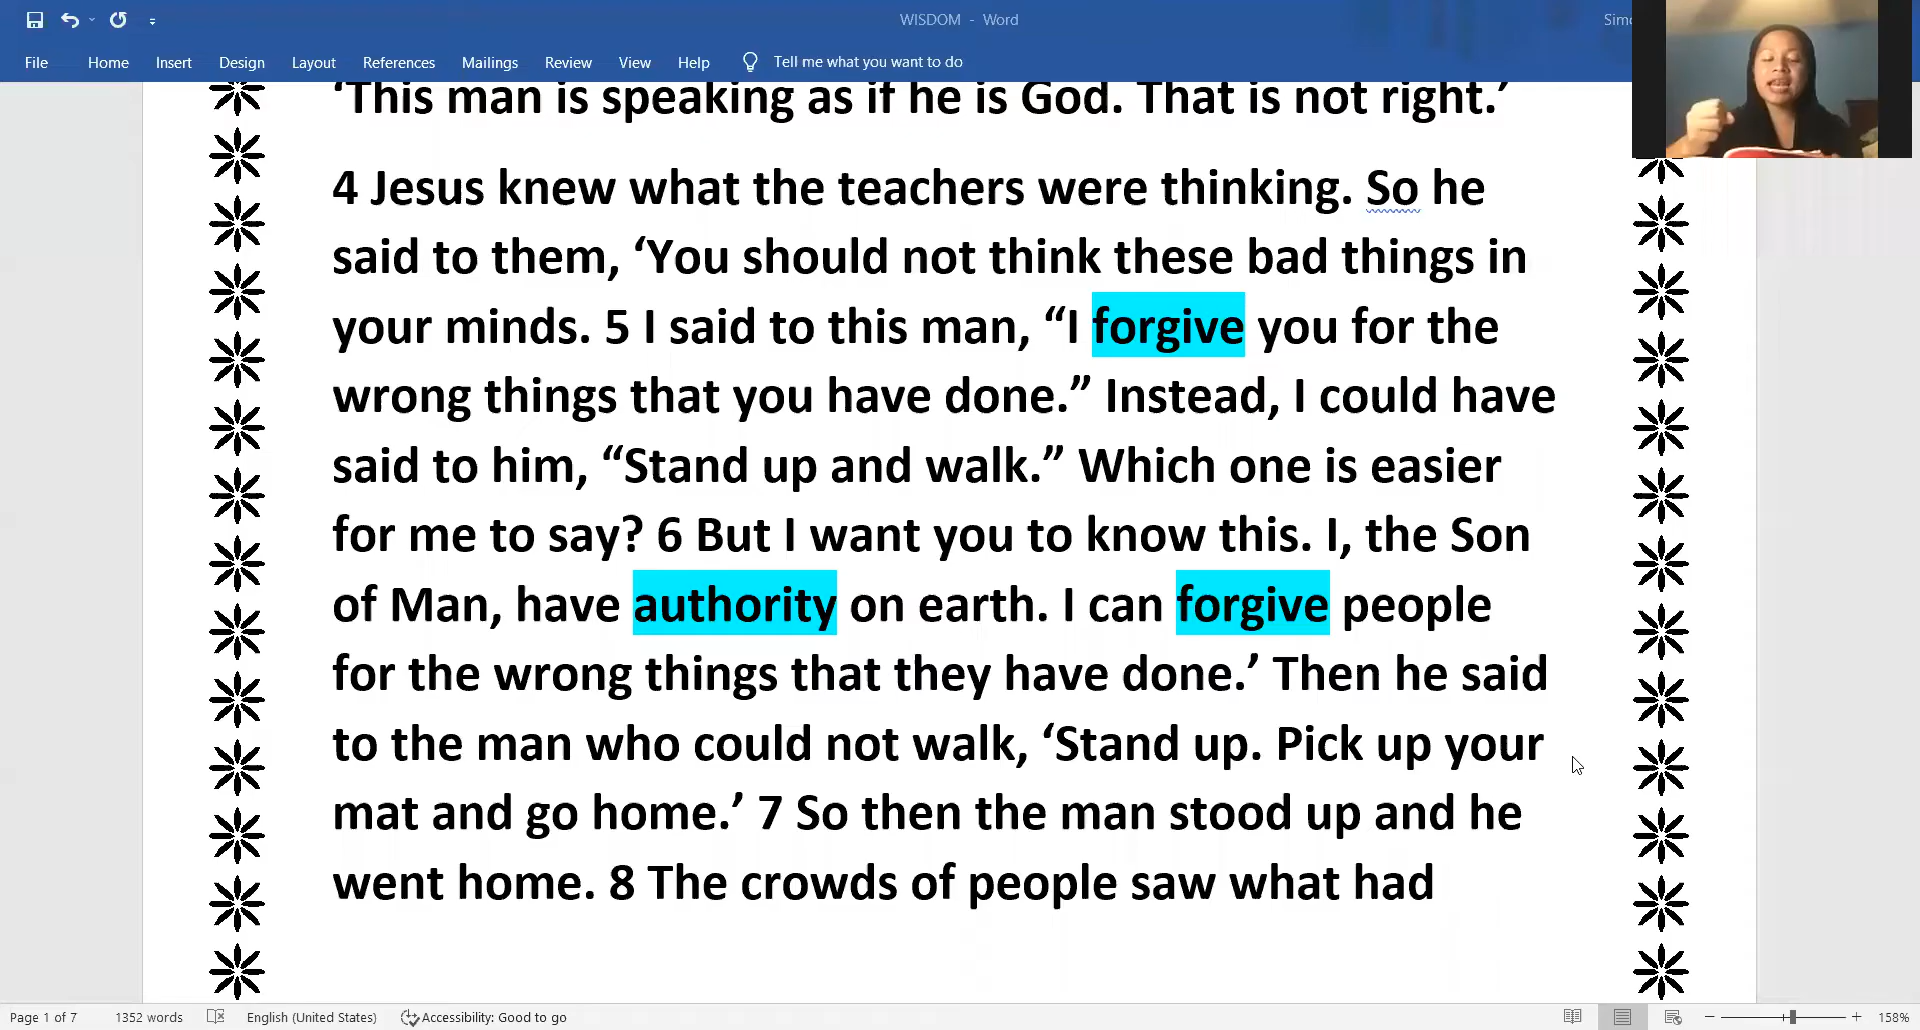 WISDOM - Word
Simo
File Home Insert Design Layout References Mailings Review View Help Tell me what you want to do
‘This man is speaking as if he is God. That is not right.’
4 Jesus knew what the teachers were thinking. So he
said to them, ‘You should not think these bad things in
your minds. 5 I said to this man, “I forgive you for the
wrong things that you have done.” Instead, I could have
said to him, “Stand up and walk.” Which one is easier
for me to say? 6 But I want you to know this. I, the Son
of Man, have authority on earth. I can forgive people
for the wrong things that they have done.’ Then he said
to the man who could not walk, ‘Stand up. Pick up your
mat and go home.’ 7 So then the man stood up and he
went home. 8 The crowds of people saw what had
Page 1 of 7 1352 words English (United States) Accessibility: Good to go 158%